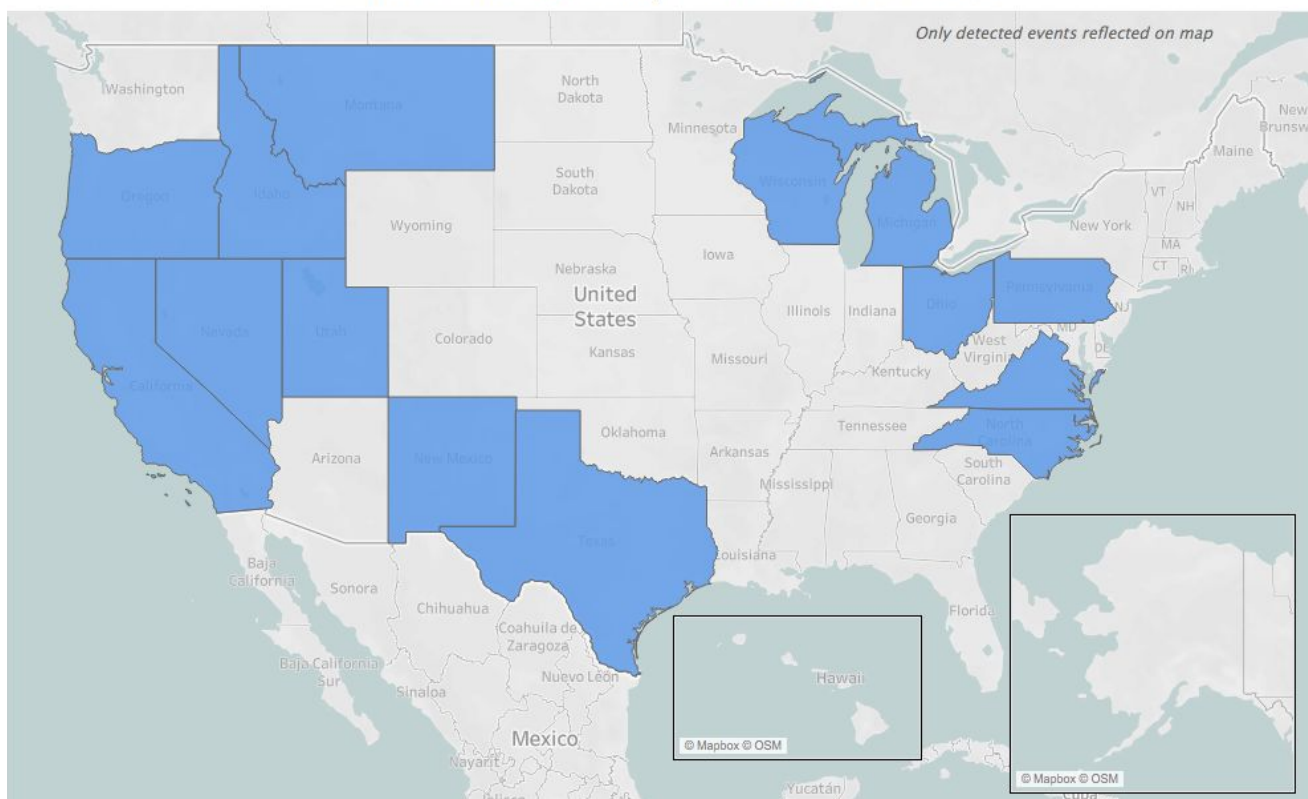 Only detected events reflected on map
Washington
Montana
North
Dakota
Minnesota
Oregon
Idaho
South
Dakota
Wisconsin
Michigan
Maine
New
Brunsw
VT
NH
New York
MA
CT
RI
Wyoming
Iowa
Nebraska
United
States
Illinois
Indiana
Ohio
Pennsylvania
NJ
MD
DE
West
Virginia
Nevada
Utah
Colorado
Kansas
Missouri
Kentucky
California
Tennessee
North
Carolina
Arizona
New Mexico
Oklahoma
Arkansas
South
Carolina
Mississippi
Georgia
Texas
Louisiana
Baja
California
Sonora
Chihuahua
Coahuila de
Zaragoza
Florida
Baja California
Sur
Sinaloa
Nuevo León
Hawaii
Mexico
© Mapbox © OSM
Nayarit
© Mapbox © OSM
Yucatán
Jalisco
Cuba